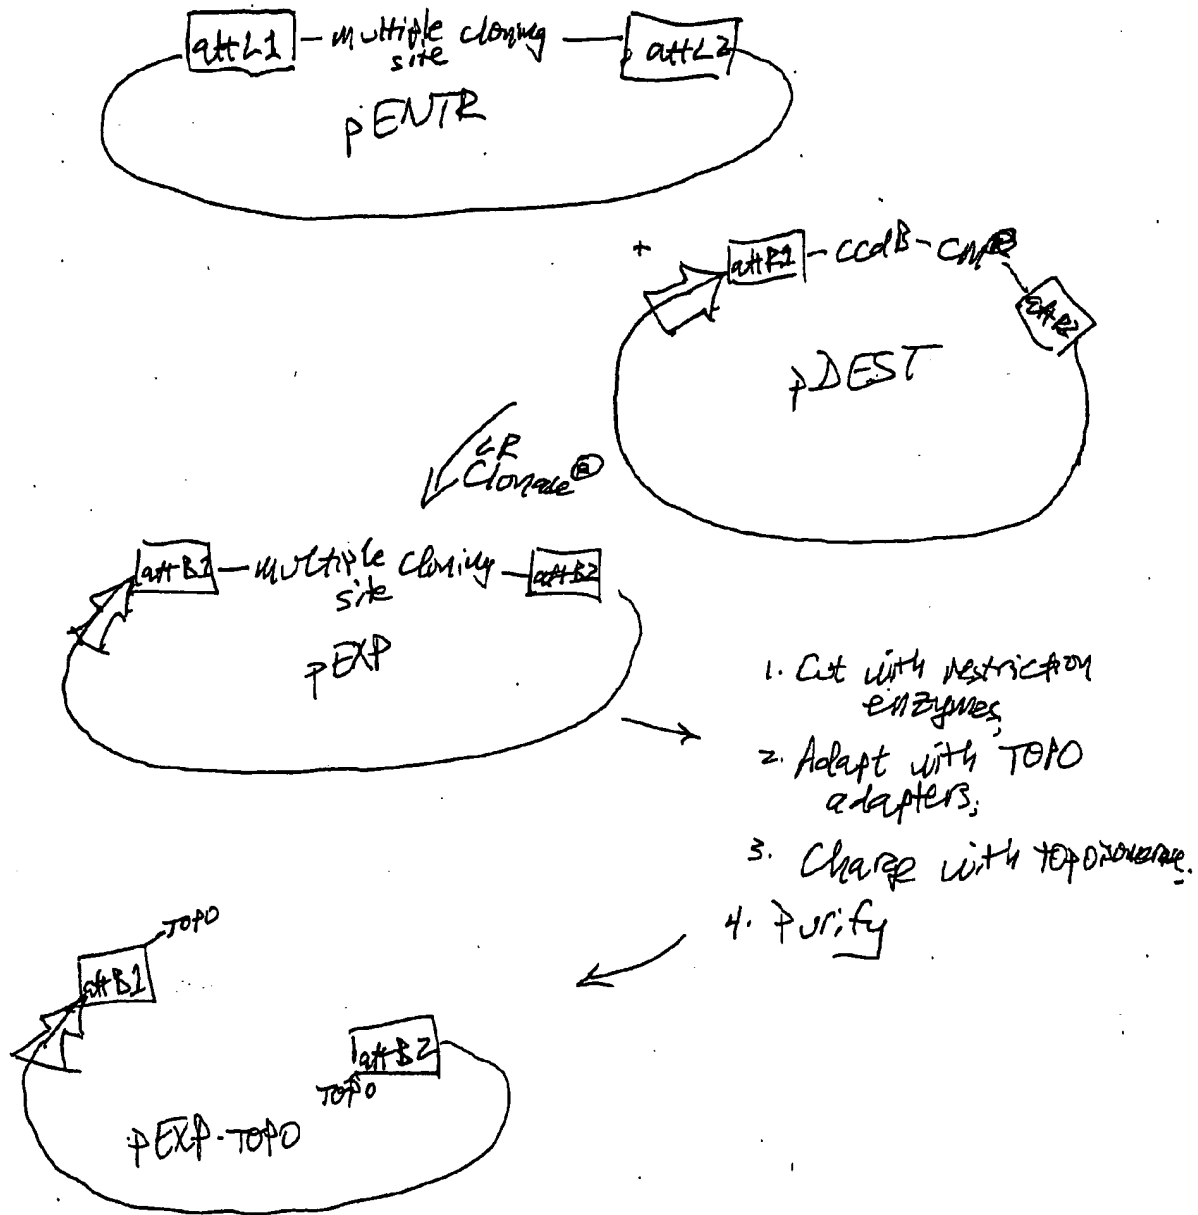 attL1 - multiple cloning site - attL2
pENTR
+
attR1 - ccdB - CmR
attR2
pDEST
LR
Clonase®
attB1 - multiple cloning site - attB2
pEXP
1. Cut with restriction
enzymes;
2. Adapt with TOPO
adapters;
3. Charge with topoisomerase.
4. Purify
TOPO
attB1
attB2
TOPO
pEXP-TOPO